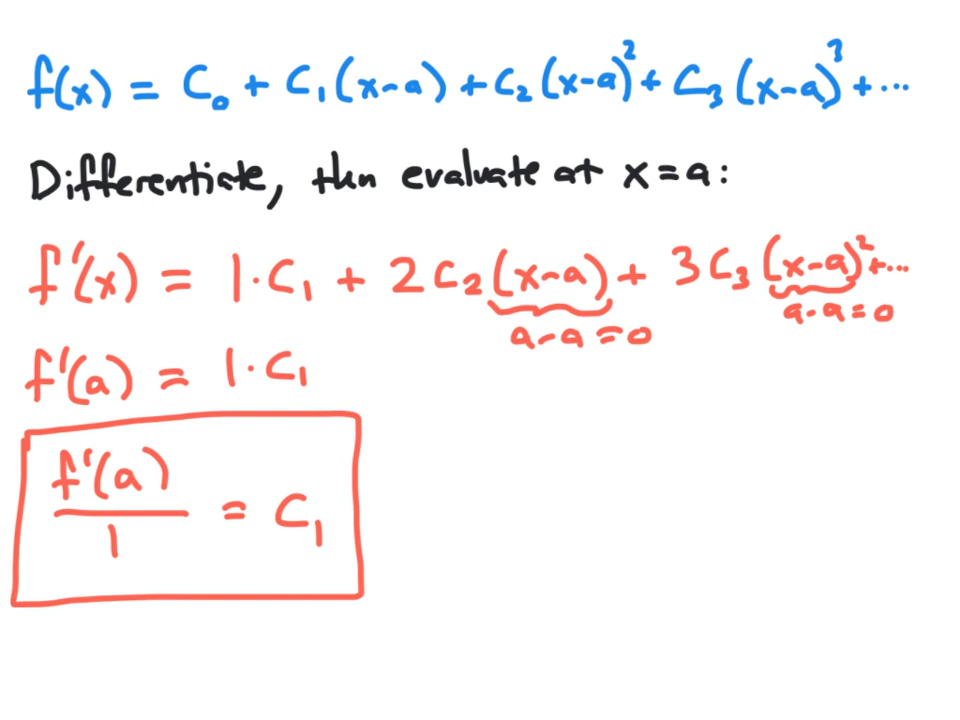 f(x) = C₀ + C₁(x-a) + C₂(x-a)² + C₃(x-a)³ + ...
Differentiate, then evaluate at x=a:
f'(x) = 1·C₁ + 2C₂(x-a) + 3C₃(x-a)² + ...
a-a=0 a-a=0
f'(a) = 1·C₁
f'(a)/1 = C₁